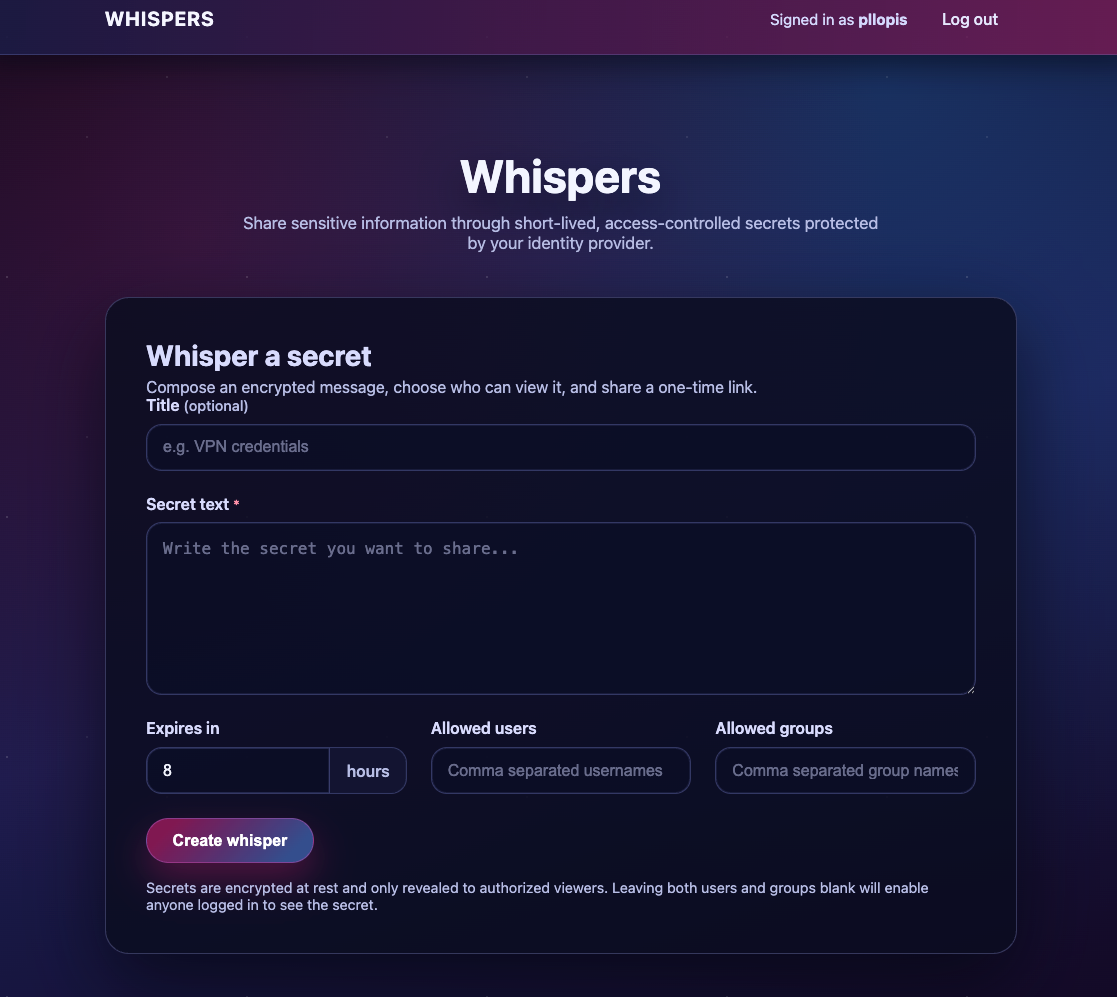 WHISPERS
Signed in as pllopis
Log out
Whispers
Share sensitive information through short-lived, access-controlled secrets protected
by your identity provider.
Whisper a secret
Compose an encrypted message, choose who can view it, and share a one-time link.
Title (optional)
e.g. VPN credentials
Secret text *
Write the secret you want to share...
Expires in
Allowed users
Allowed groups
8
hours
Comma separated usernames
Comma separated group names
Create whisper
Secrets are encrypted at rest and only revealed to authorized viewers. Leaving both users and groups blank will enable
anyone logged in to see the secret.